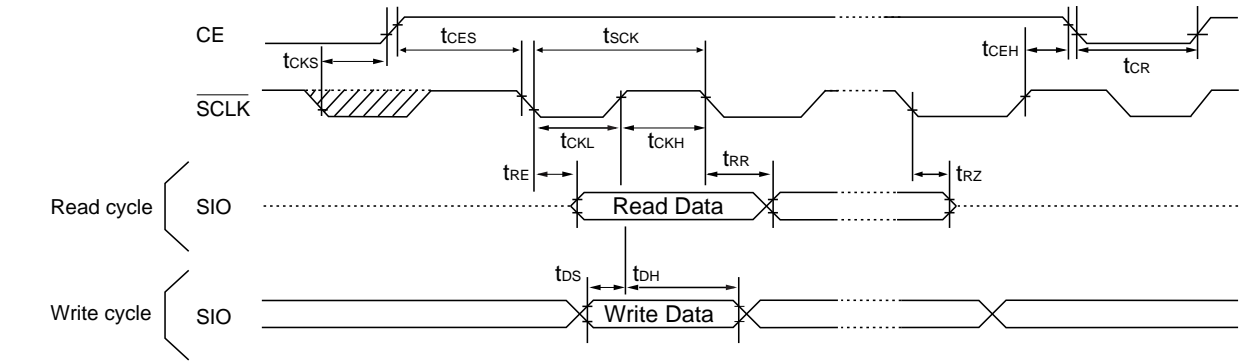 CE
tCES
tSCK
tCKS
tCEH
tCR
SCLK
tCKL
tCKH
tRE
tRR
tRZ
Read cycle
SIO
Read Data
tDS
tDH
Write cycle
SIO
Write Data